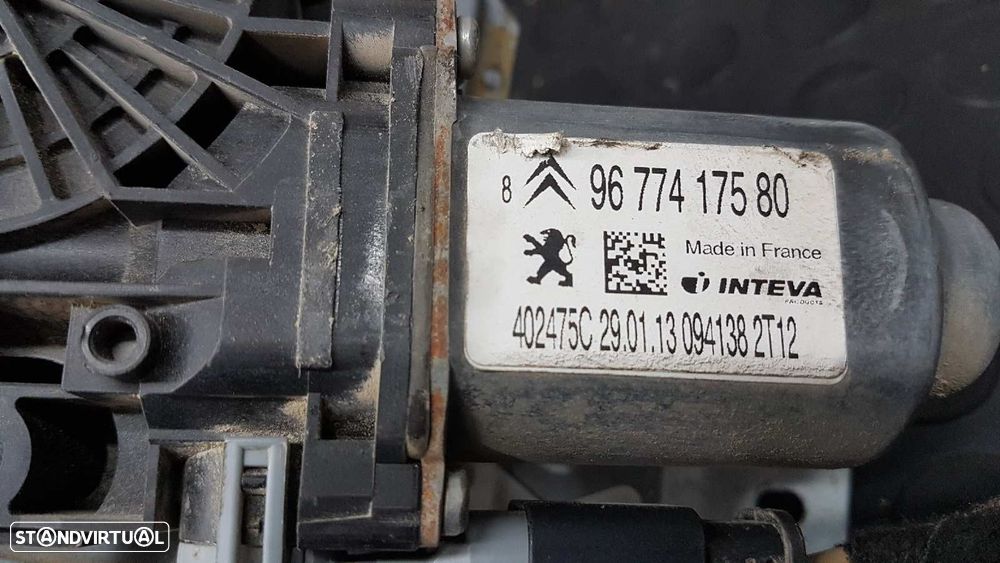 8 96 774 175 80
Made in France
INTEVA
PRODUCTS
402475C 29.01.13 094138 2T12
STANDVIRTUAL